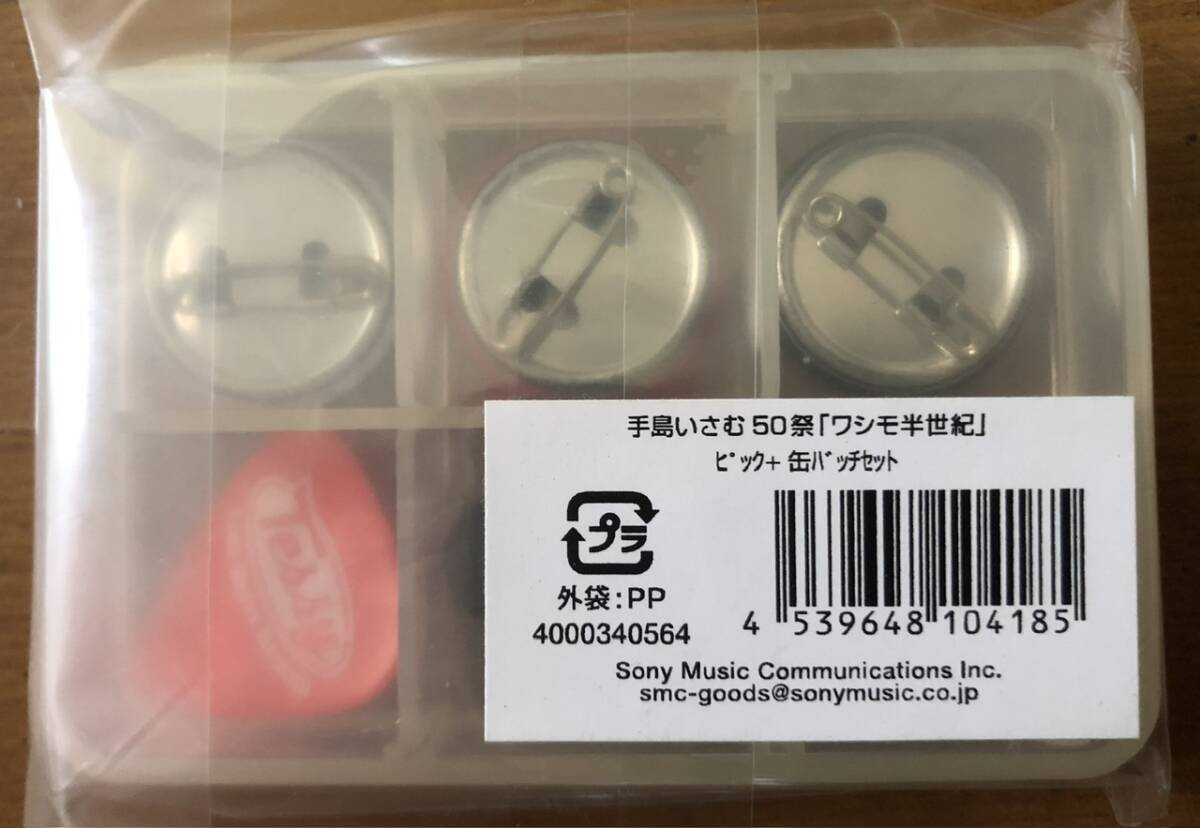 手島いさむ50祭「ワシモ半世紀」
ﾋﾟｯｸ+ 缶ﾊﾞｯﾁｾｯﾄ
プラ
外袋:PP
4000340564
4 539648 104185
Sony Music Communications Inc.
smc-goods@sonymusic.co.jp